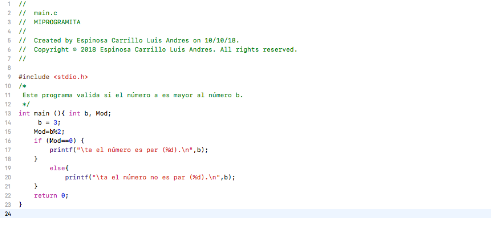 1 //
2 // main.c
3 // MIPROGRAMITA
4 //
5 // Created by Espinosa Carrillo Luis Andres on 10/10/18.
6 // Copyright © 2018 Espinosa Carrillo Luis Andres. All rights reserved.
7 //
8
9 #include <stdio.h>
10 /*
11 Este programa valida si el número a es mayor al número b.
12 */
13 int main (){ int b, Mod;
14 b = 3;
15 Mod=b%2;
16 if (Mod==0) {
17 printf("\ta el número es par (%d).\n",b);
18 }
19 else{
20 printf("\ta el número no es par (%d).\n",b);
21 }
22 return 0;
23 }
24